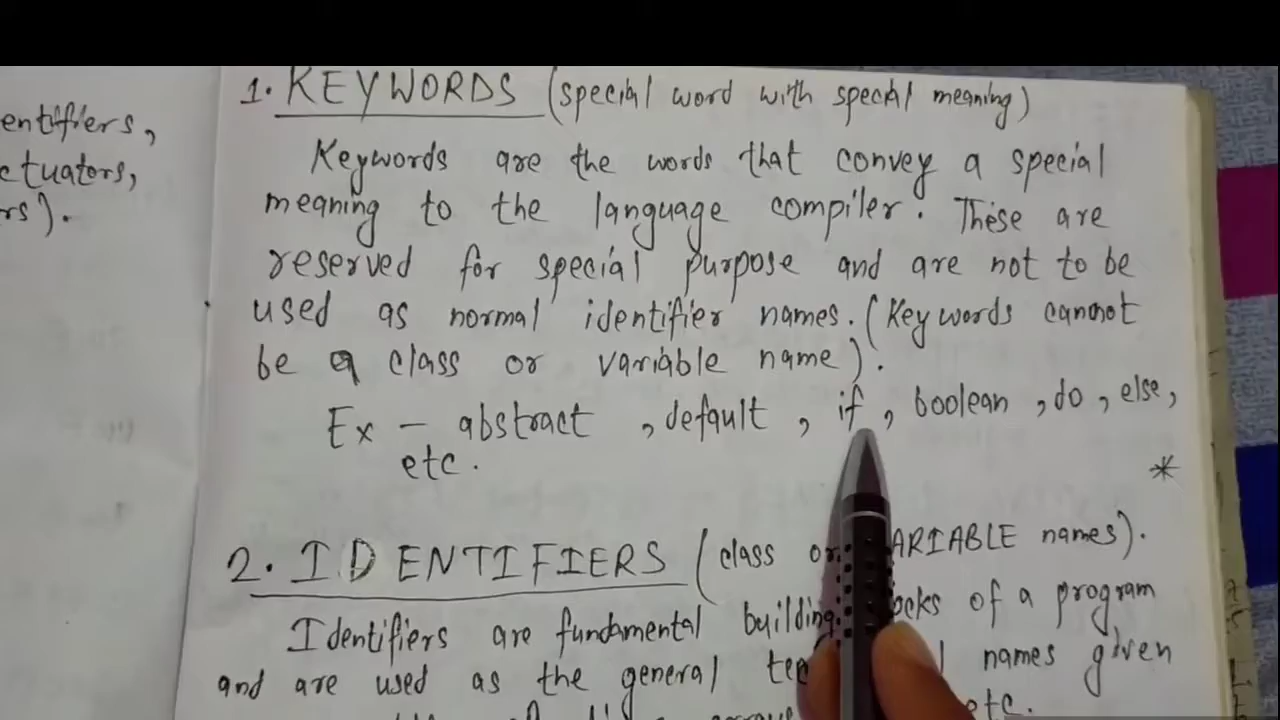 entifiers,
ctuators,
rs).
1. KEYWORDS (special word with special meaning)
Keywords are the words that convey a special
meaning to the language compiler. These are
reserved for special purpose and are not to be
used as normal identifier names. (Keywords cannot
be a class or variable name).
Ex - abstract , default , if , boolean , do , else ,
etc.
*
2. IDENTIFIERS (class or VARIABLE names).
Identifiers are fundamental building ocks of a program
and are used as the general names given
etc.